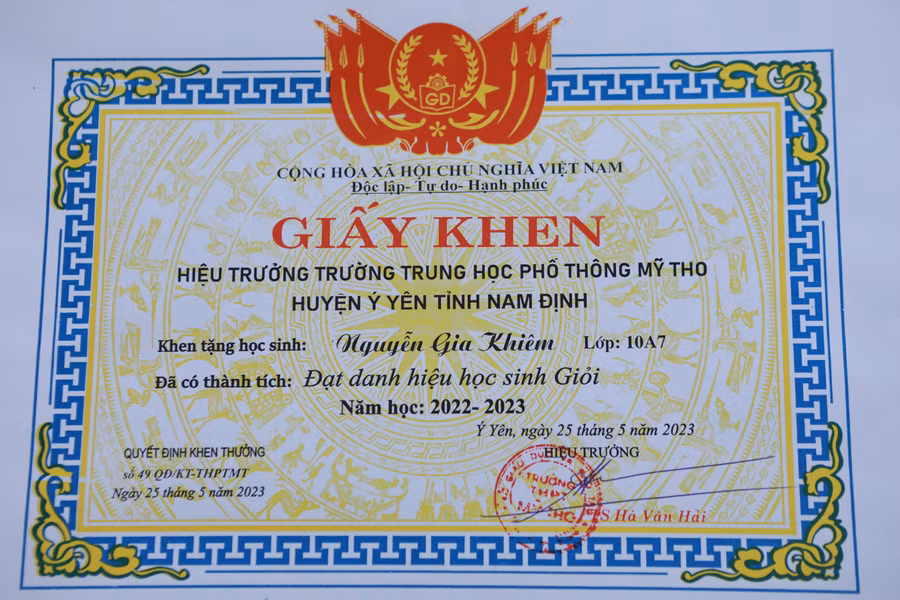 GD
CỘNG HÒA XÃ HỘI CHỦ NGHĨA VIỆT NAM
Độc lập- Tự do- Hạnh phúc
GIẤY KHEN
HIỆU TRƯỞNG TRƯỜNG TRUNG HỌC PHỔ THÔNG MỸ THO
HUYỆN Ý YÊN TỈNH NAM ĐỊNH
Khen tặng học sinh: Nguyễn Gia Khiêm Lớp: 10A7
Đã có thành tích: Đạt danh hiệu học sinh Giỏi
Năm học: 2022- 2023
Ý Yên, ngày 25 tháng 5 năm 2023
QUYẾT ĐỊNH KHEN THƯỞNG
HIỆU TRƯỞNG
số 49 QĐ/KT-THPTMT
Ngày 25 tháng 5 năm 2023
TRƯỜNG
THPT
S Hà Văn Hải